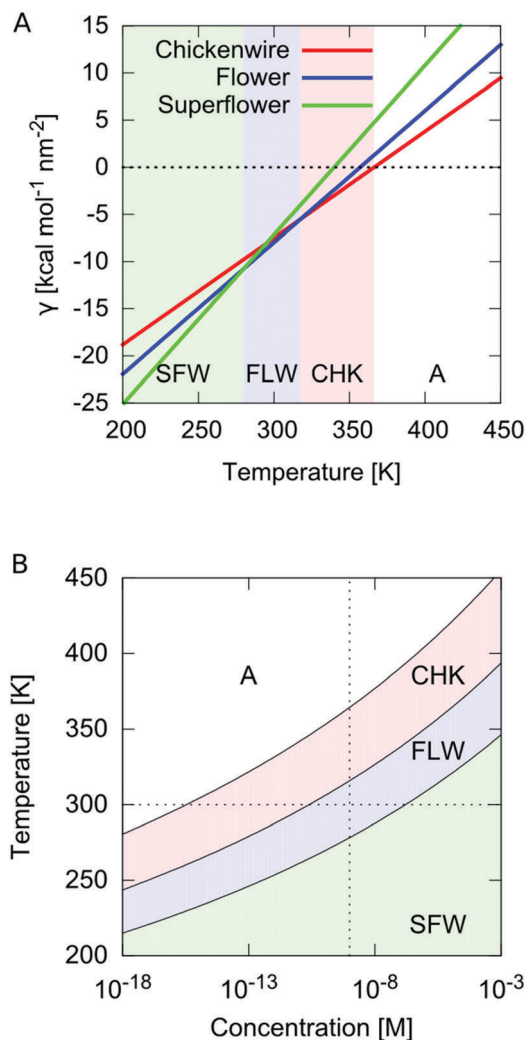 A
15
10
5
0
-5
-10
-15
-20
-25
γ [kcal mol⁻¹ nm⁻²]
Chickenwire
Flower
Superflower
SFW FLW CHK A
200 250 300 350 400 450
Temperature [K]
B
450
400
350
300
250
200
Temperature [K]
A
CHK
FLW
SFW
10⁻¹⁸ 10⁻¹³ 10⁻⁸ 10⁻³
Concentration [M]